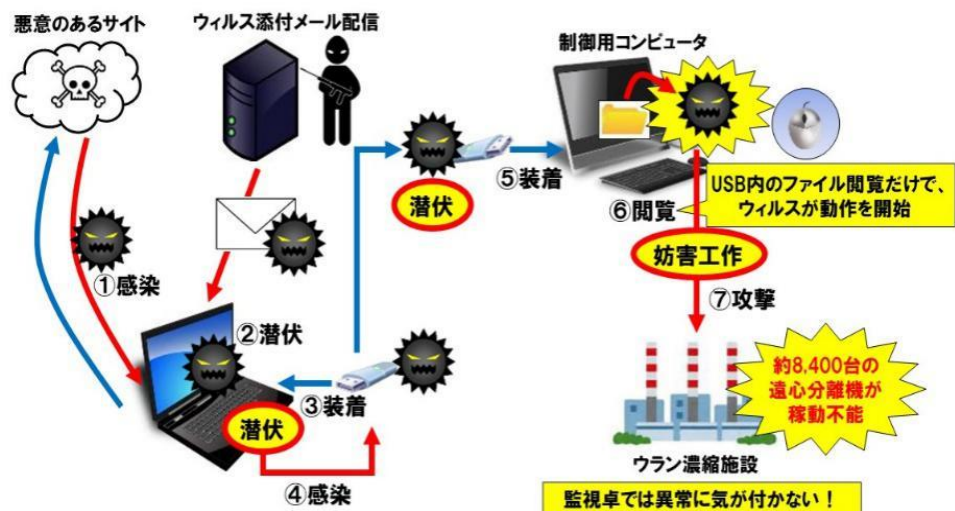 悪意のあるサイト
ウィルス添付メール配信
制御用コンピュータ
潜伏
⑤装着
USB内のファイル閲覧だけで、
ウィルスが動作を開始
⑥閲覧
妨害工作
①感染
⑦攻撃
②潜伏
③装着
潜伏
④感染
約8,400台の
遠心分離機が
稼動不能
ウラン濃縮施設
監視卓では異常に気が付かない！